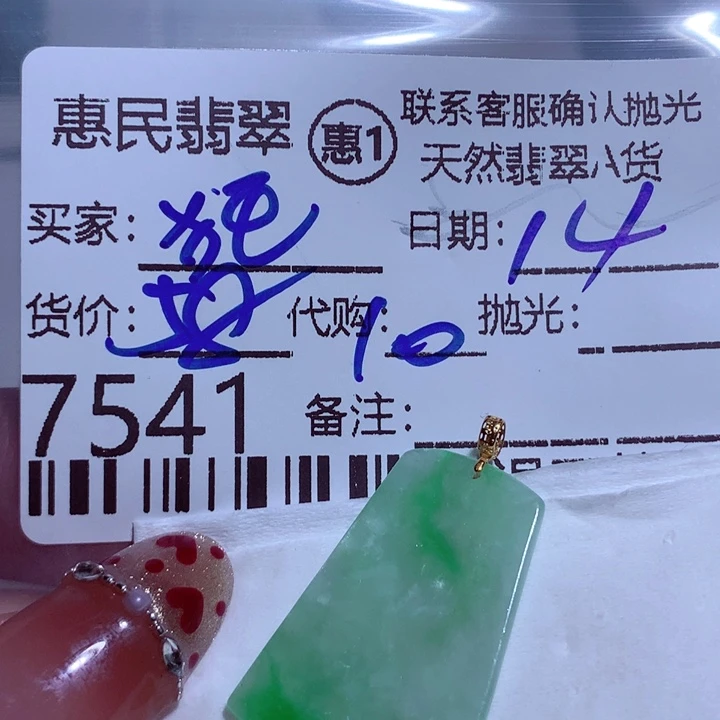 惠民翡翠 惠1 联系客服确认抛光
天然翡翠A货
买家: 日期: 14
货价: 代购: 10 抛光:
7541 备注: